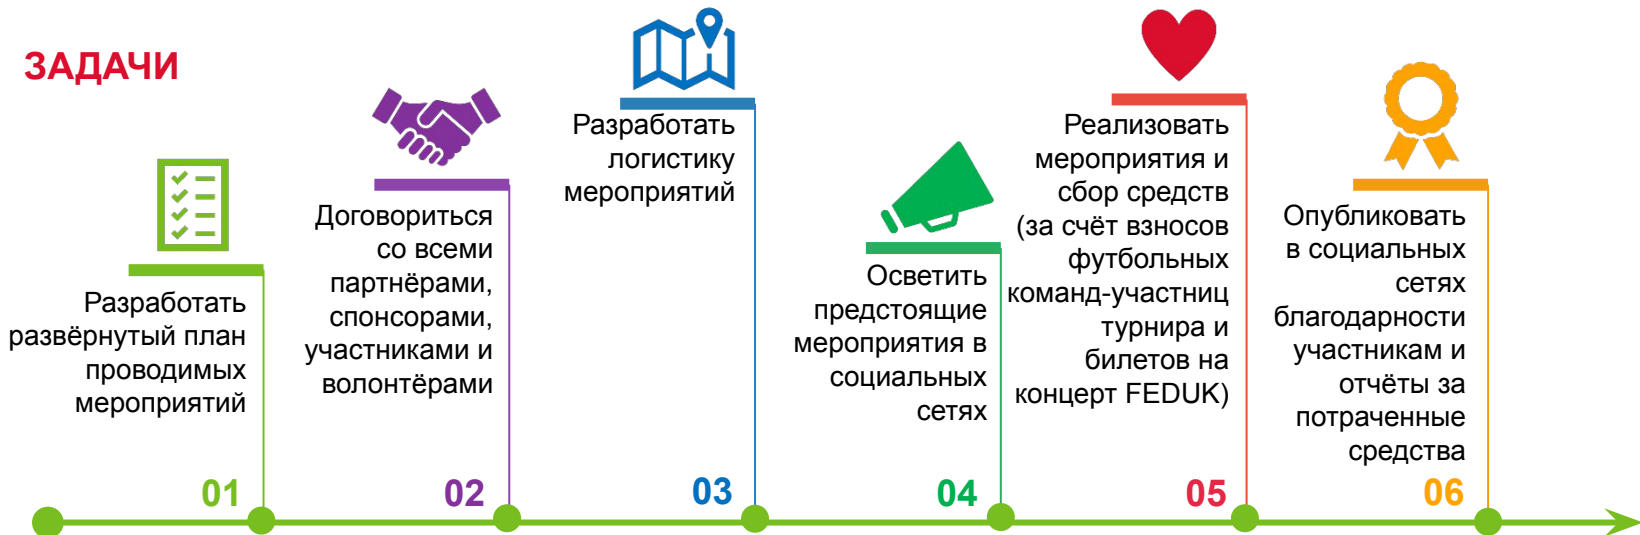 ЗАДАЧИ
Разработать
развёрнутый план
проводимых
мероприятий
01
Договориться
со всеми
партнёрами,
спонсорами,
участниками и
волонтёрами
02
Разработать
логистику
мероприятий
03
Осветить
предстоящие
мероприятия в
социальных
сетях
04
Реализовать
мероприятия и
сбор средств
(за счёт взносов
футбольных
команд-участниц
турнира и
билетов на
концерт FEDUK)
05
Опубликовать
в социальных
сетях
благодарности
участникам и
отчёты за
потраченные
средства
06